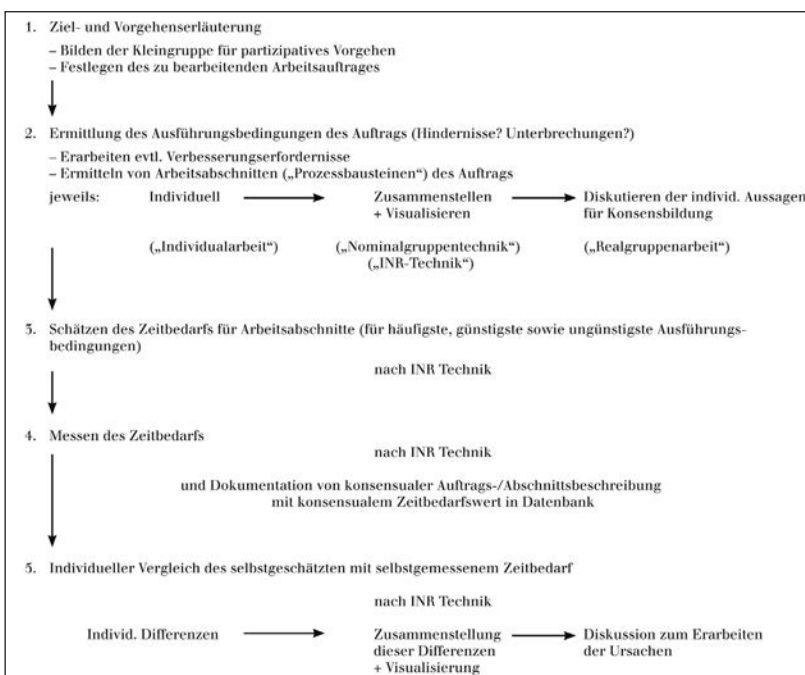 1. Ziel- und Vorgehenserläuterung
– Bilden der Kleingruppe für partizipatives Vorgehen
– Festlegen des zu bearbeitenden Arbeitsauftrages
2. Ermittlung des Ausführungsbedingungen des Auftrags (Hindernisse? Unterbrechungen?)
– Erarbeiten evtl. Verbesserungserfordernisse
– Ermitteln von Arbeitsabschnitten („Prozessbausteinen“) des Auftrags
jeweils: Individuell Zusammenstellen Diskutieren der individ. Aussagen
+ Visualisieren für Konsensbildung
(„Individualarbeit“) („Nominalgruppentechnik“) („Realgruppenarbeit“)
(„INR-Technik“)
3. Schätzen des Zeitbedarfs für Arbeitsabschnitte (für häufigste, günstigste sowie ungünstigste Ausführungs-
bedingungen)
nach INR Technik
4. Messen des Zeitbedarfs
nach INR Technik
und Dokumentation von konsensualer Auftrags-/Abschnittsbeschreibung
mit konsensualem Zeitbedarfswert in Datenbank
5. Individueller Vergleich des selbstgeschätzten mit selbstgemessenem Zeitbedarf
nach INR Technik
Individ. Differenzen Zusammenstellung Diskussion zum Erarbeiten
dieser Differenzen der Ursachen
+ Visualisierung